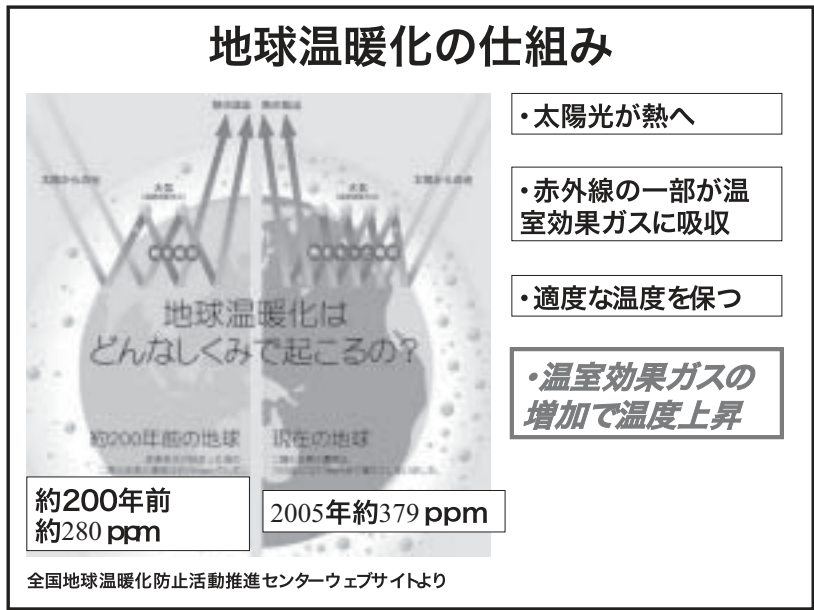 地球温暖化の仕組み
・太陽光が熱へ
・赤外線の一部が温
室効果ガスに吸収
・適度な温度を保つ
・温室効果ガスの
増加で温度上昇
地球温暖化は
どんなしくみで起こるの？
約200年前の地球
現在の地球
約200年前
約280 ppm
2005年約379 ppm
全国地球温暖化防止活動推進センターウェブサイトより